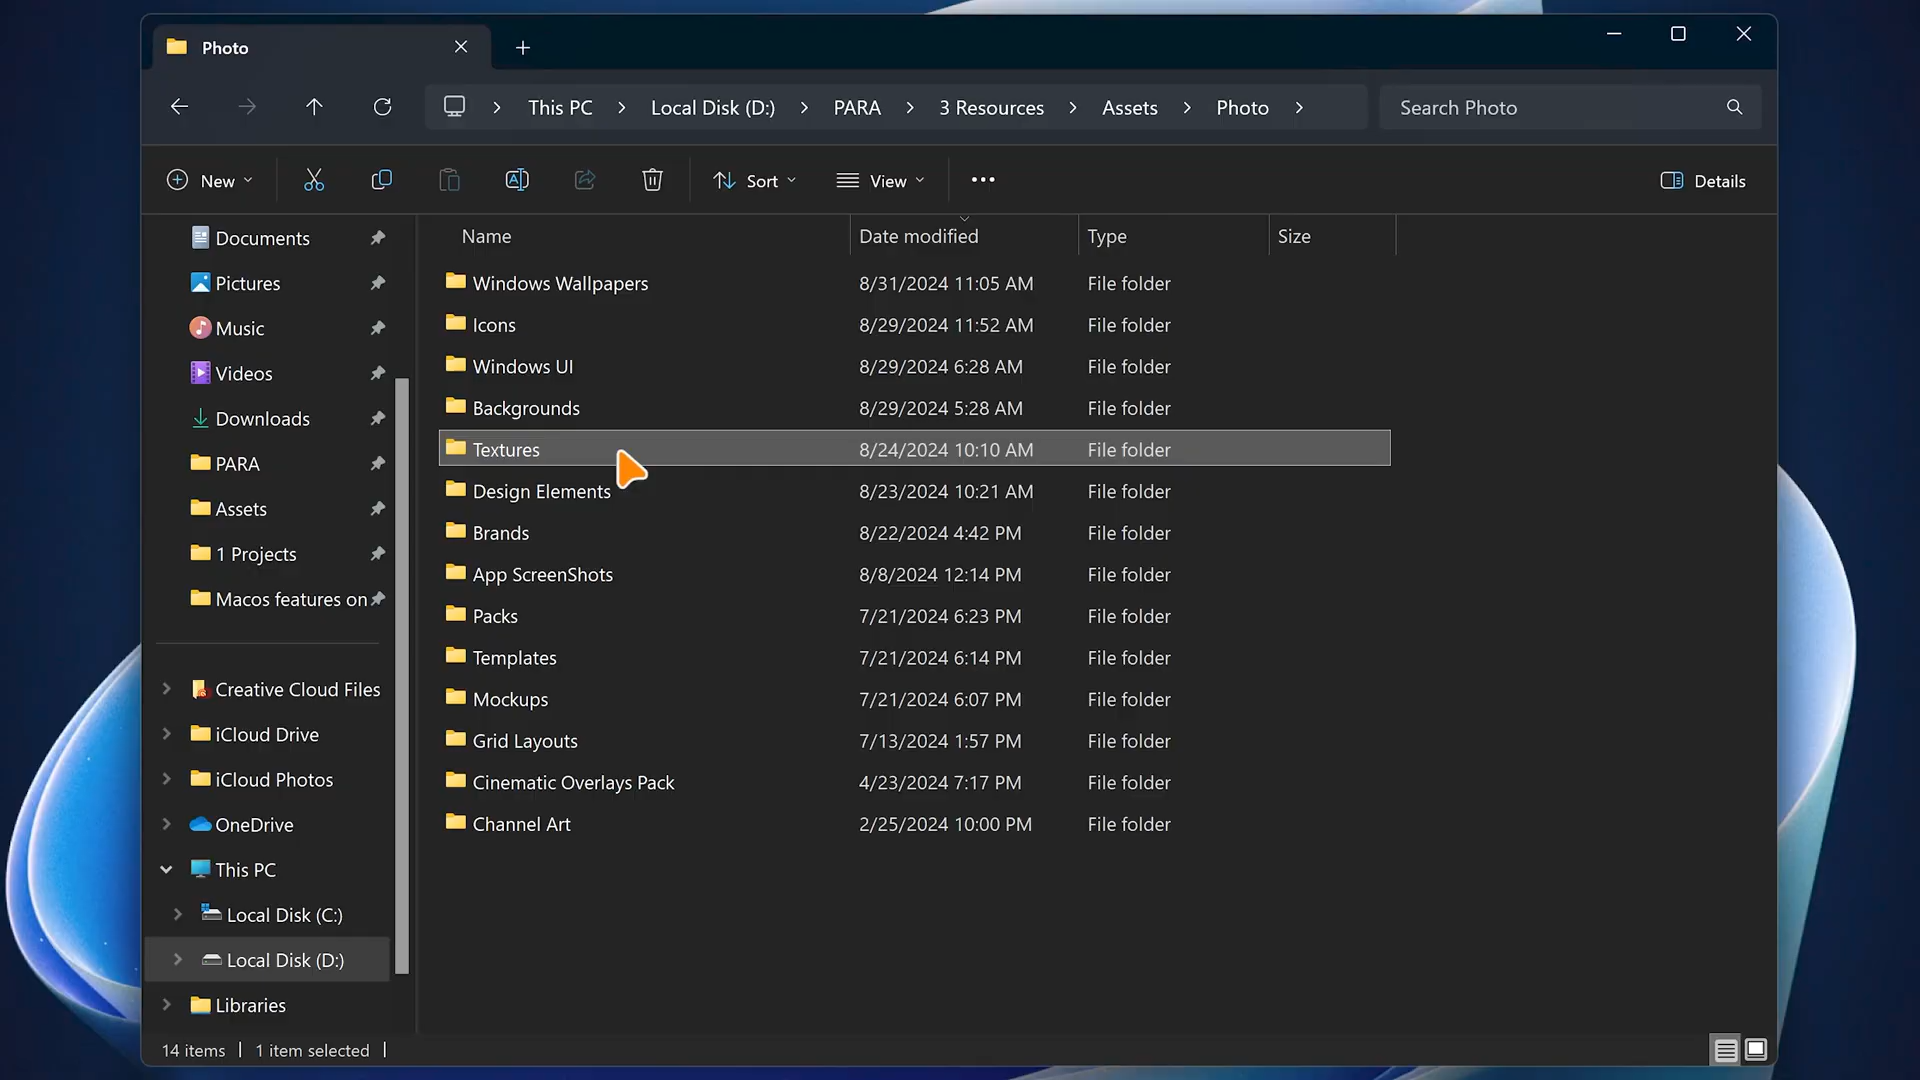 Photo
This PC > Local Disk (D:) > PARA > 3 Resources > Assets > Photo >
Search Photo
New
Sort
View
Details
Documents
Pictures
Music
Videos
Downloads
PARA
Assets
1 Projects
Macos features on
Creative Cloud Files
iCloud Drive
iCloud Photos
OneDrive
This PC
Local Disk (C:)
Local Disk (D:)
Libraries
Name Date modified Type Size
Windows Wallpapers 8/31/2024 11:05 AM File folder
Icons 8/29/2024 11:52 AM File folder
Windows UI 8/29/2024 6:28 AM File folder
Backgrounds 8/29/2024 5:28 AM File folder
Textures 8/24/2024 10:10 AM File folder
Design Elements 8/23/2024 10:21 AM File folder
Brands 8/22/2024 4:42 PM File folder
App ScreenShots 8/8/2024 12:14 PM File folder
Packs 7/21/2024 6:23 PM File folder
Templates 7/21/2024 6:14 PM File folder
Mockups 7/21/2024 6:07 PM File folder
Grid Layouts 7/13/2024 1:57 PM File folder
Cinematic Overlays Pack 4/23/2024 7:17 PM File folder
Channel Art 2/25/2024 10:00 PM File folder
14 items | 1 item selected |